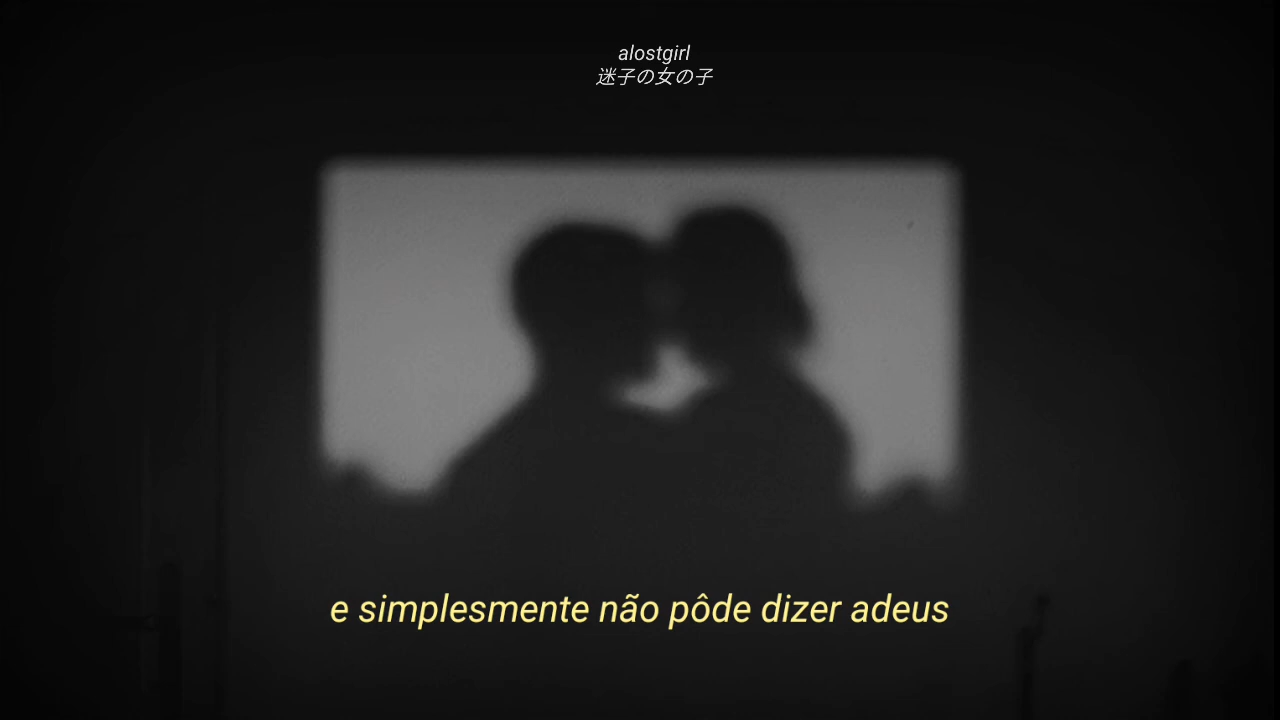 alostgirl
迷子の女の子
e simplesmente não pôde dizer adeus